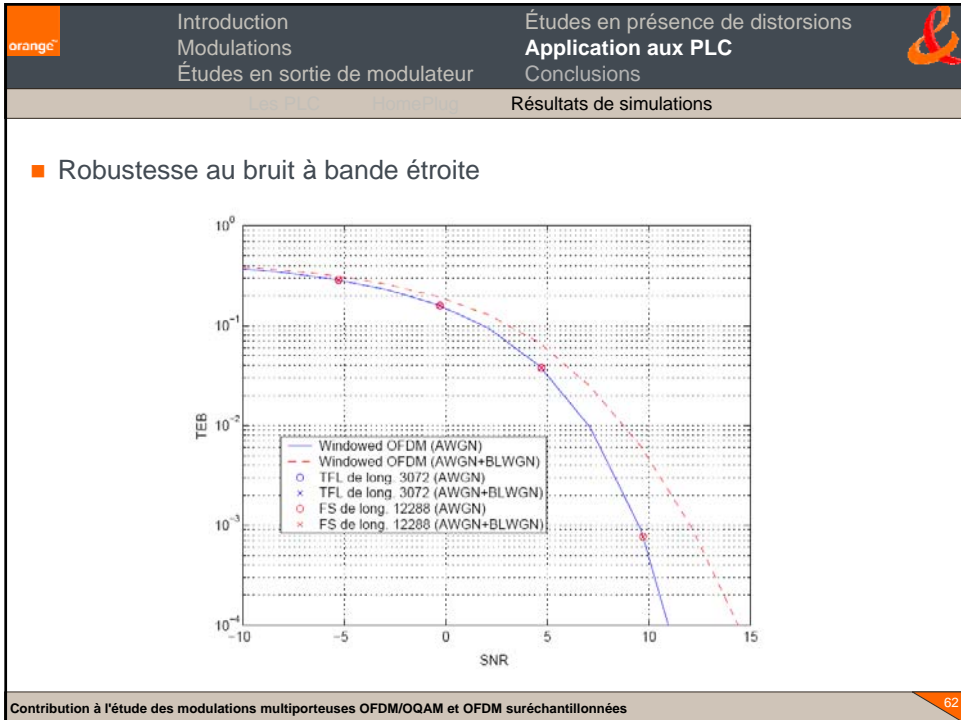 orange™
Introduction
Modulations
Études en sortie de modulateur
Études en présence de distorsions
Application aux PLC
Conclusions
Les PLC HomePlug Résultats de simulations
Robustesse au bruit à bande étroite
10^0
10^-1
10^-2
10^-3
10^-4
TEB
Windowed OFDM (AWGN)
Windowed OFDM (AWGN+BLWGN)
TFL de long. 3072 (AWGN)
TFL de long. 3072 (AWGN+BLWGN)
FS de long. 12288 (AWGN)
FS de long. 12288 (AWGN+BLWGN)
-10 -5 0 5 10 15
SNR
Contribution à l'étude des modulations multiporteuses OFDM/OQAM et OFDM suréchantillonnées 62